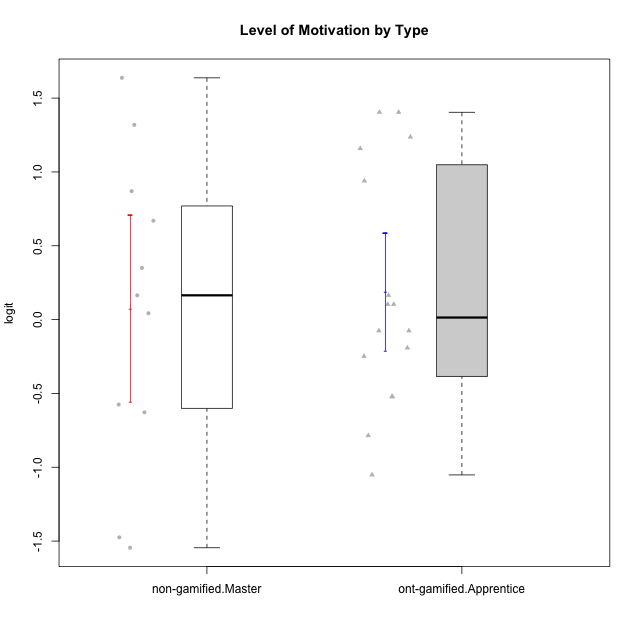 Level of Motivation by Type
logit
1.5
1.0
0.5
0.0
-0.5
-1.0
-1.5
non-gamified.Master
ont-gamified.Apprentice